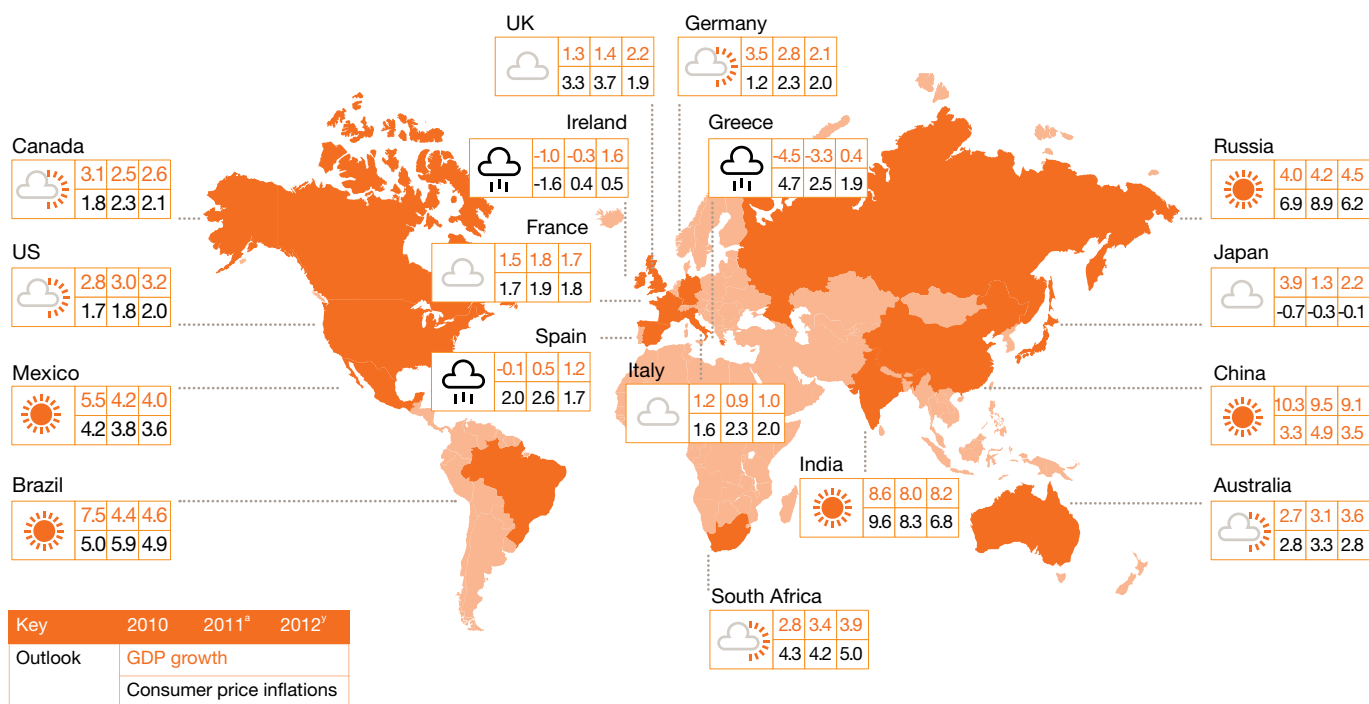 UK
1.3 1.4 2.2
3.3 3.7 1.9
Germany
3.5 2.8 2.1
1.2 2.3 2.0
Ireland
-1.0 -0.3 1.6
-1.6 0.4 0.5
Greece
-4.5 -3.3 0.4
4.7 2.5 1.9
Canada
3.1 2.5 2.6
1.8 2.3 2.1
Russia
4.0 4.2 4.5
6.9 8.9 6.2
France
1.5 1.8 1.7
1.7 1.9 1.8
US
2.8 3.0 3.2
1.7 1.8 2.0
Japan
3.9 1.3 2.2
-0.7 -0.3 -0.1
Spain
-0.1 0.5 1.2
2.0 2.6 1.7
Italy
1.2 0.9 1.0
1.6 2.3 2.0
Mexico
5.5 4.2 4.0
4.2 3.8 3.6
China
10.3 9.5 9.1
3.3 4.9 3.5
India
8.6 8.0 8.2
9.6 8.3 6.8
Brazil
7.5 4.4 4.6
5.0 5.9 4.9
Australia
2.7 3.1 3.6
2.8 3.3 2.8
South Africa
2.8 3.4 3.9
4.3 4.2 5.0
Key 2010 2011ª 2012ʸ
Outlook GDP growth
Consumer price inflations